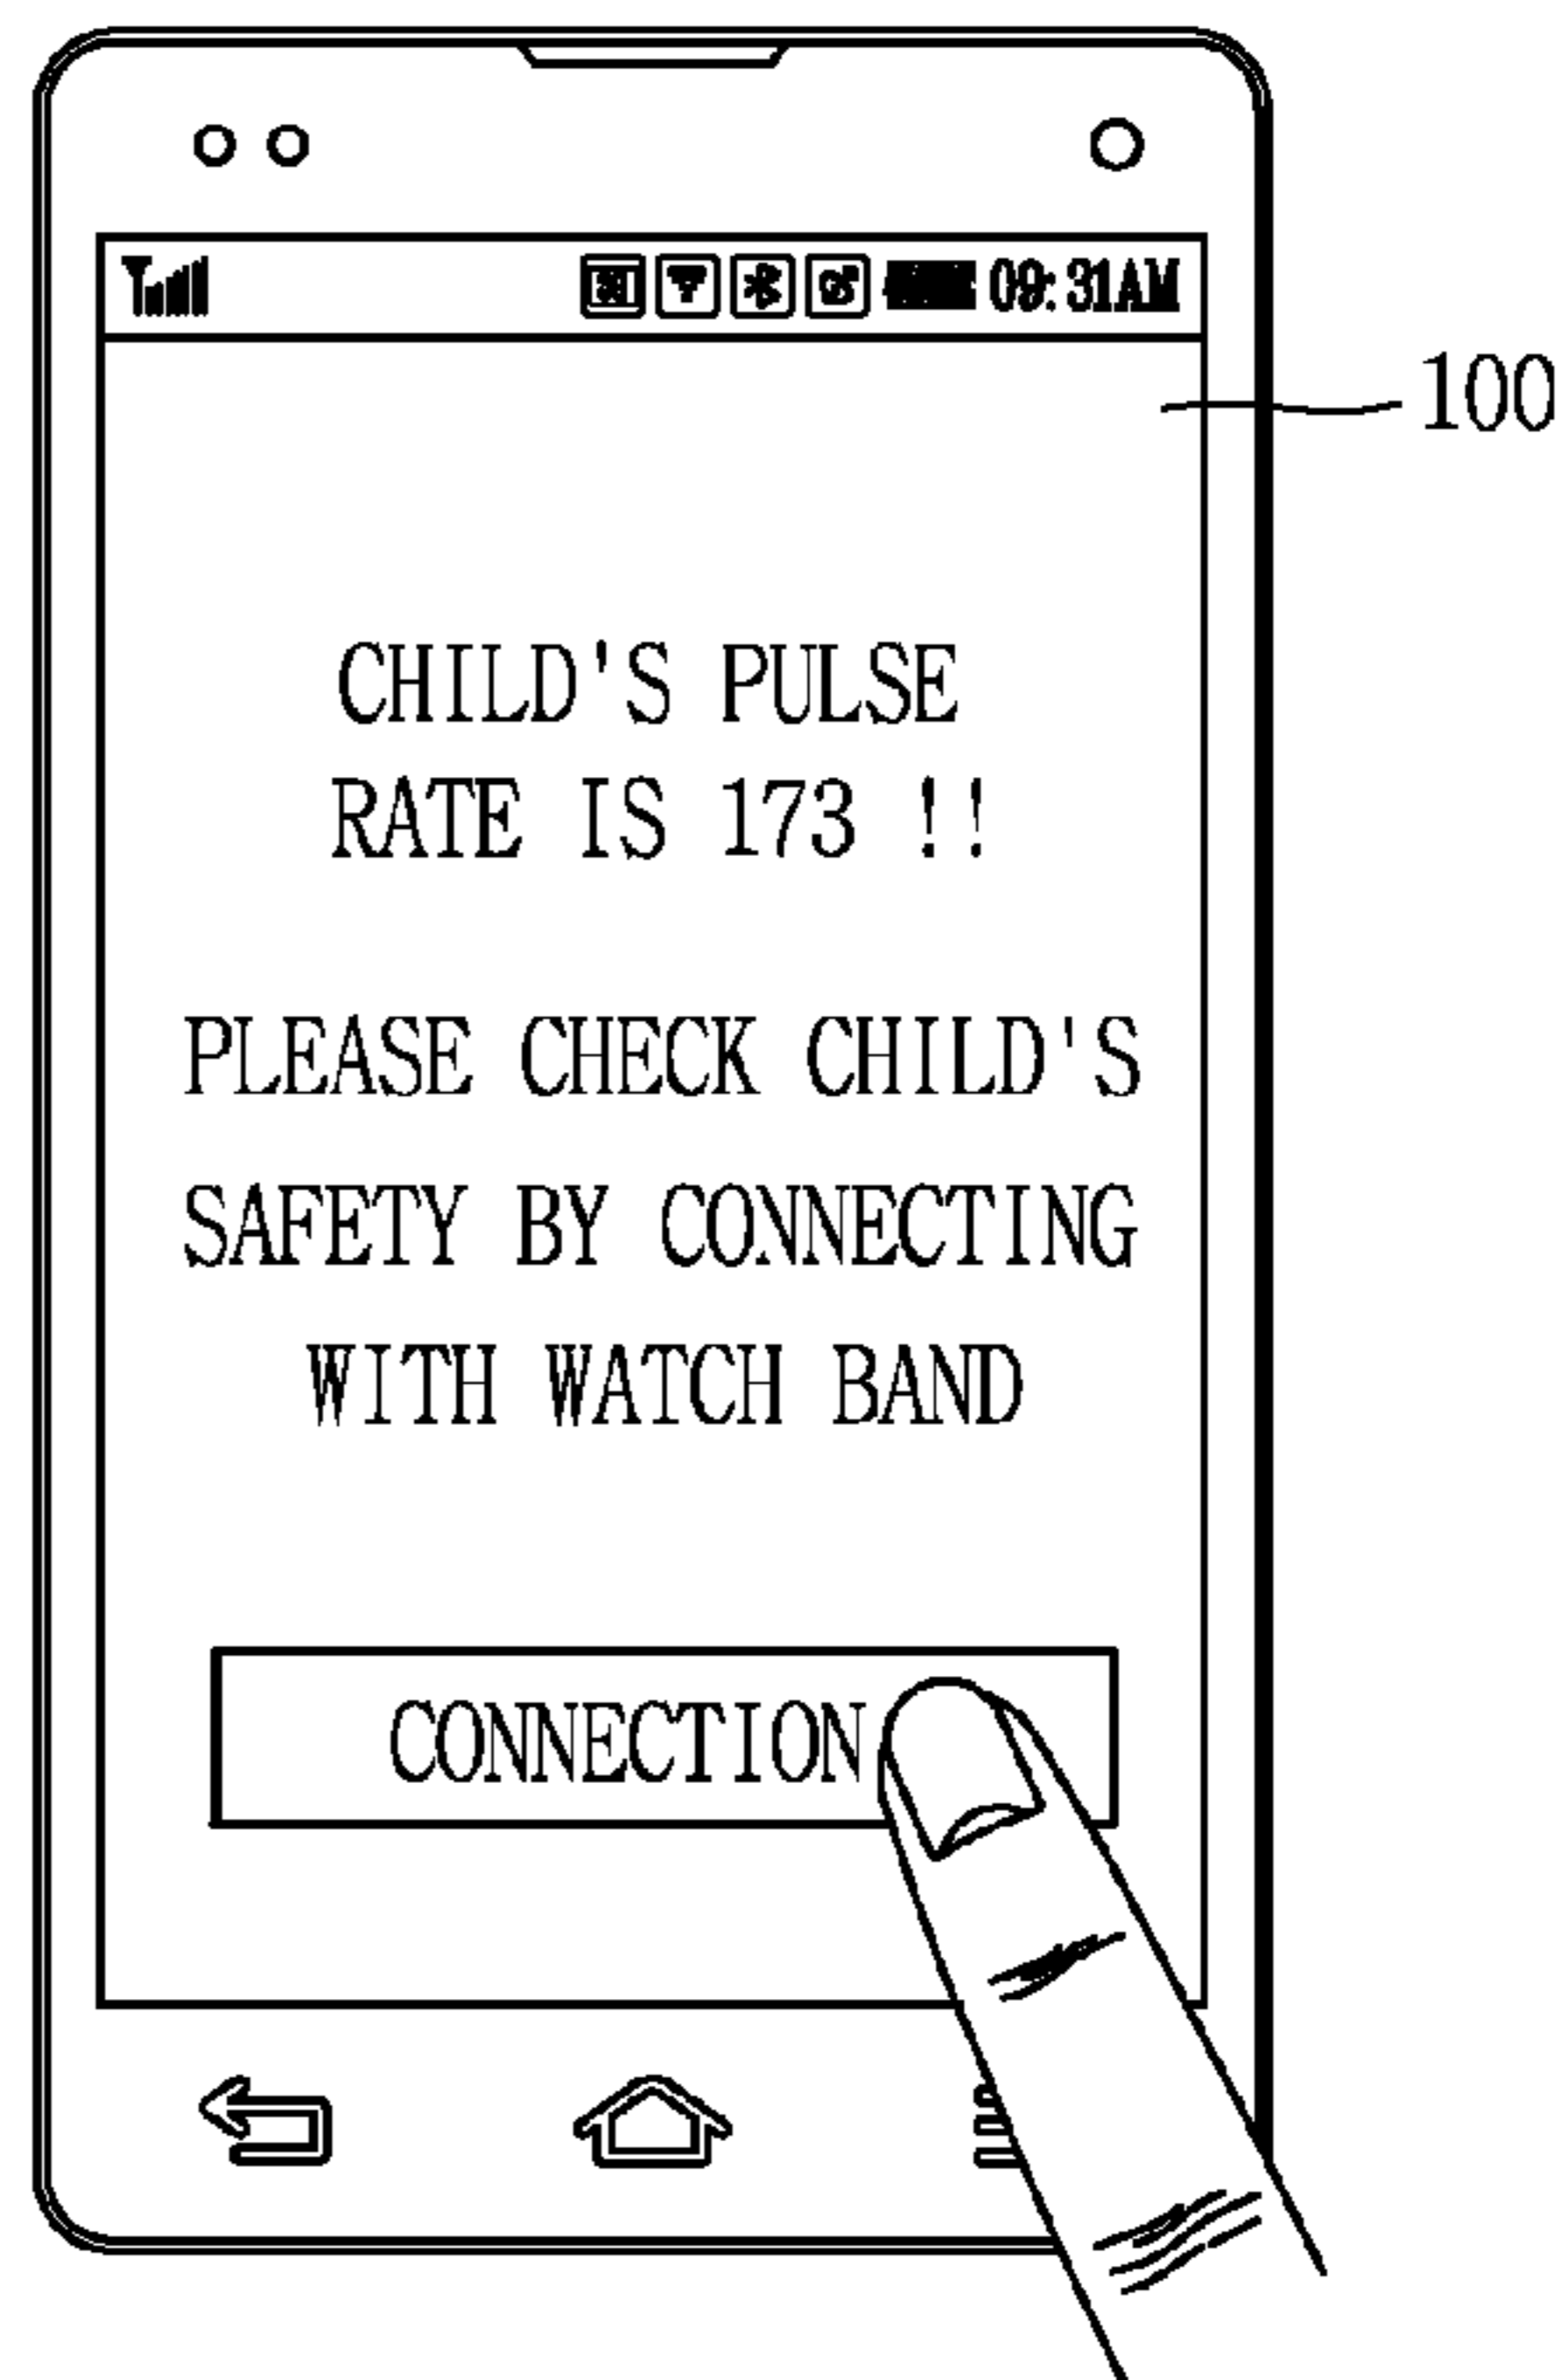 09:31AM
100
CHILD'S PULSE
RATE IS 173 !!
PLEASE CHECK CHILD'S
SAFETY BY CONNECTING
WITH WATCH BAND
CONNECTION